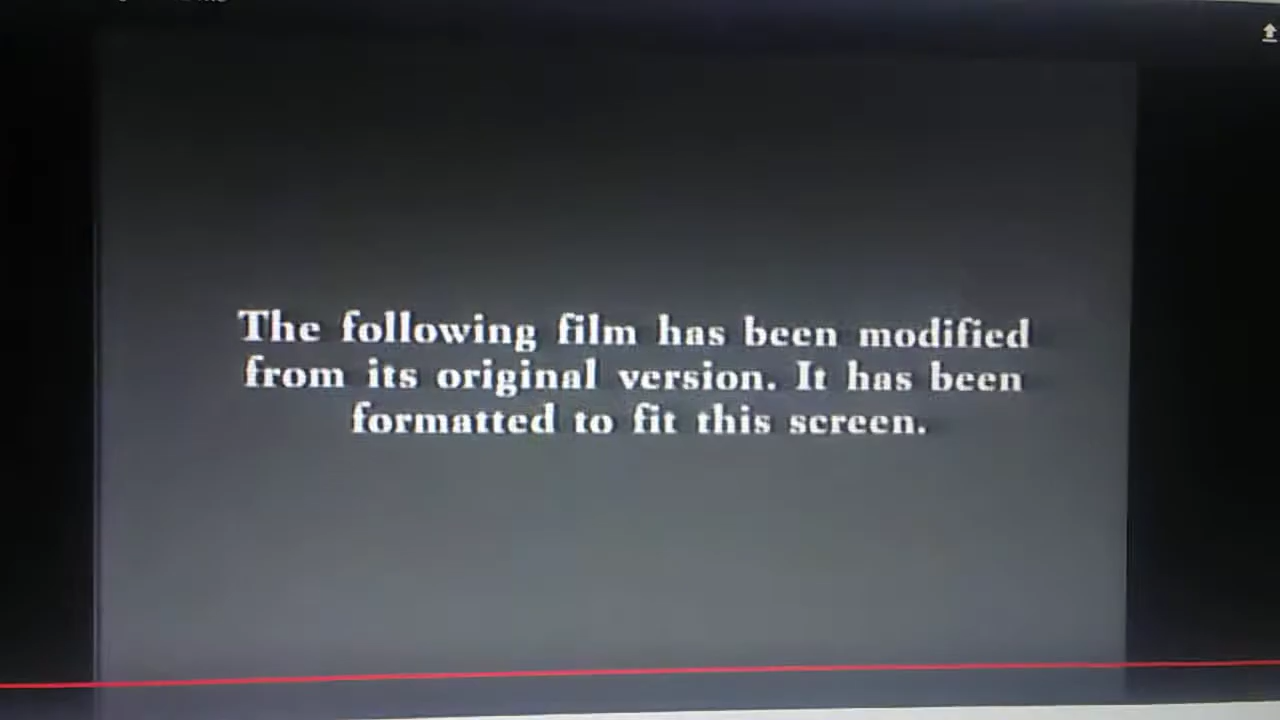 The following film has been modified
from its original version. It has been
formatted to fit this screen.